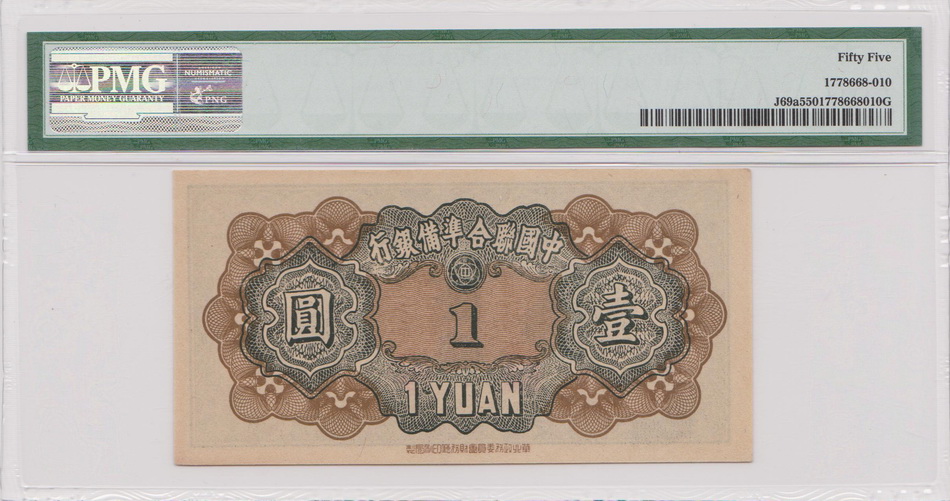 PMG
PAPER MONEY GUARANTY
NUMISMATIC
PNG
Fifty Five
1778668-010
J69a5501778668010G
中國聯合準備銀行
壹
1
圓
1 YUAN